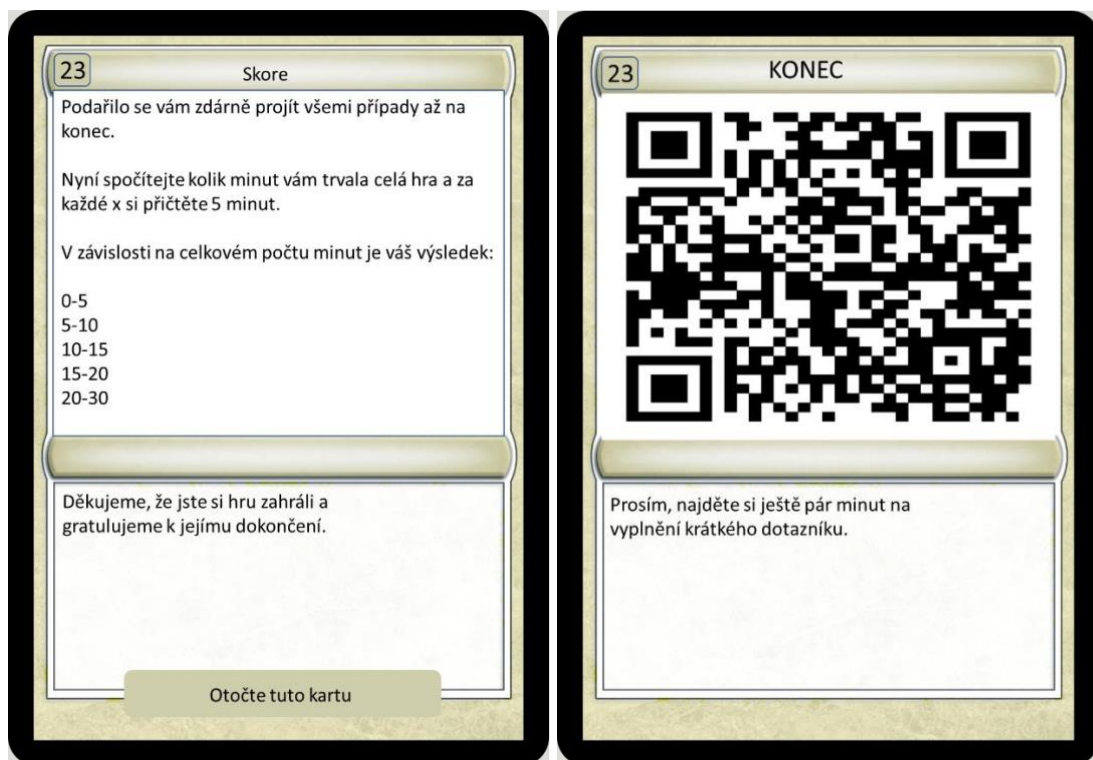 23
Skore
Podařilo se vám zdárně projít všemi případy až na
konec.
Nyní spočítejte kolik minut vám trvala celá hra a za
každé x si přičtěte 5 minut.
V závislosti na celkovém počtu minut je váš výsledek:
0-5
5-10
10-15
15-20
20-30
Děkujeme, že jste si hru zahráli a
gratulujeme k jejímu dokončení.
Otočte tuto kartu
23
KONEC
Prosím, najděte si ještě pár minut na
vyplnění krátkého dotazníku.